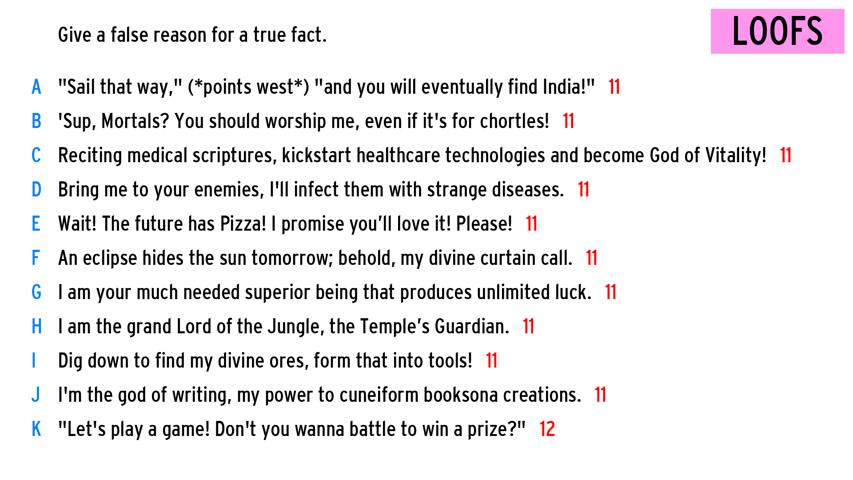 Give a false reason for a true fact.
LOOFS
A "Sail that way," (*points west*) "and you will eventually find India!" 11
B 'Sup, Mortals? You should worship me, even if it's for chortles! 11
C Reciting medical scriptures, kickstart healthcare technologies and become God of Vitality! 11
D Bring me to your enemies, I'll infect them with strange diseases. 11
E Wait! The future has Pizza! I promise you’ll love it! Please! 11
F An eclipse hides the sun tomorrow; behold, my divine curtain call. 11
G I am your much needed superior being that produces unlimited luck. 11
H I am the grand Lord of the Jungle, the Temple’s Guardian. 11
I Dig down to find my divine ores, form that into tools! 11
J I'm the god of writing, my power to cuneiform booksona creations. 11
K "Let's play a game! Don't you wanna battle to win a prize?" 12